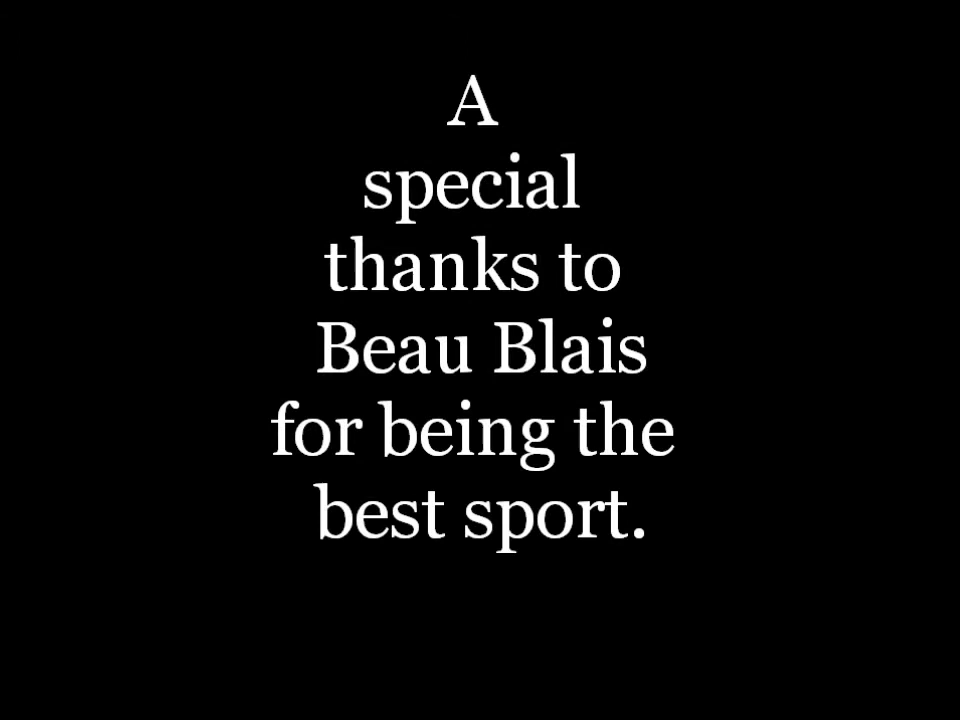 A
special
thanks to
Beau Blais
for being the
best sport.